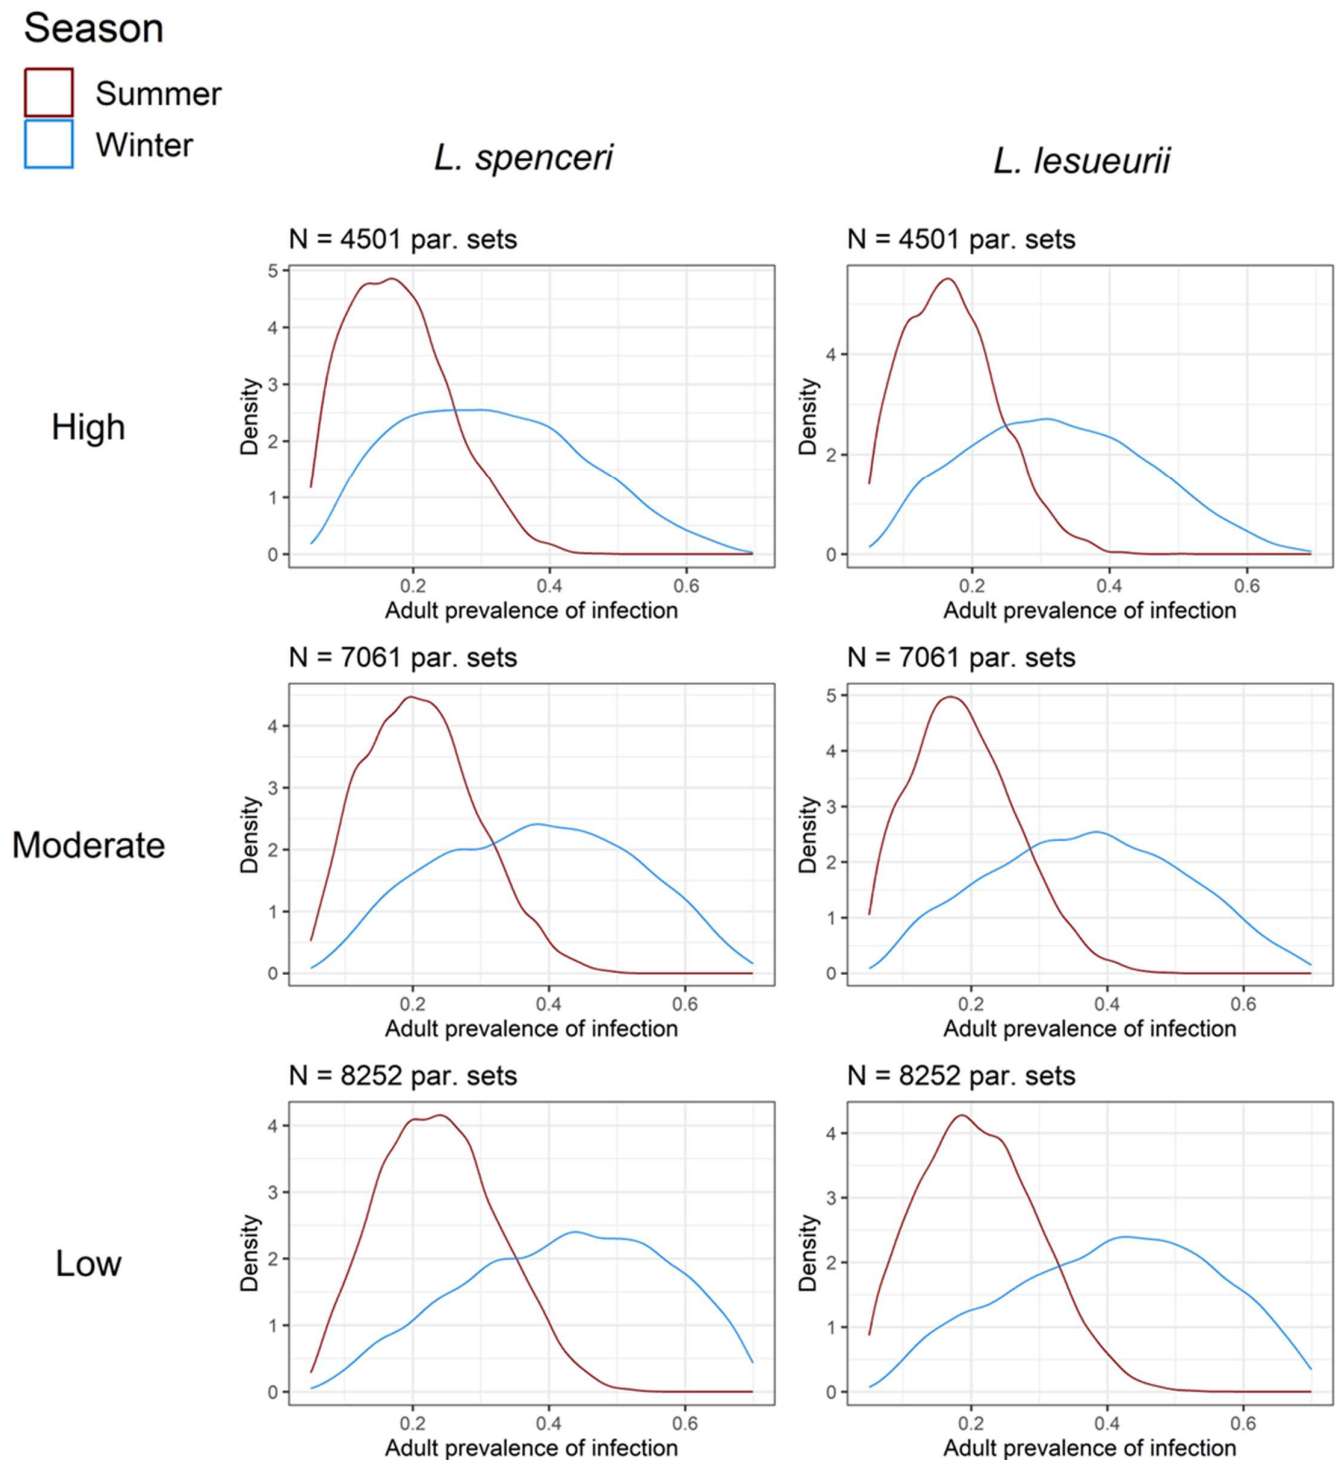 Season
Summer
Winter
L. spenceri
L. lesueurii
High
N = 4501 par. sets
5
4
3
2
1
0
Density
0.2 0.4 0.6
Adult prevalence of infection
N = 4501 par. sets
4
2
0
Density
0.2 0.4 0.6
Adult prevalence of infection
Moderate
N = 7061 par. sets
4
3
2
1
0
Density
0.2 0.4 0.6
Adult prevalence of infection
N = 7061 par. sets
5
4
3
2
1
0
Density
0.2 0.4 0.6
Adult prevalence of infection
Low
N = 8252 par. sets
4
3
2
1
0
Density
0.2 0.4 0.6
Adult prevalence of infection
N = 8252 par. sets
4
3
2
1
0
Density
0.2 0.4 0.6
Adult prevalence of infection